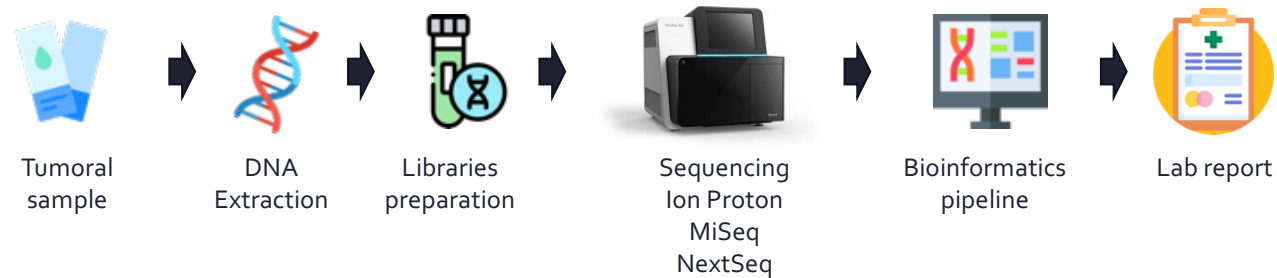 Tumoral
sample
DNA
Extraction
Libraries
preparation
Sequencing
Ion Proton
MiSeq
NextSeq
Bioinformatics
pipeline
Lab report